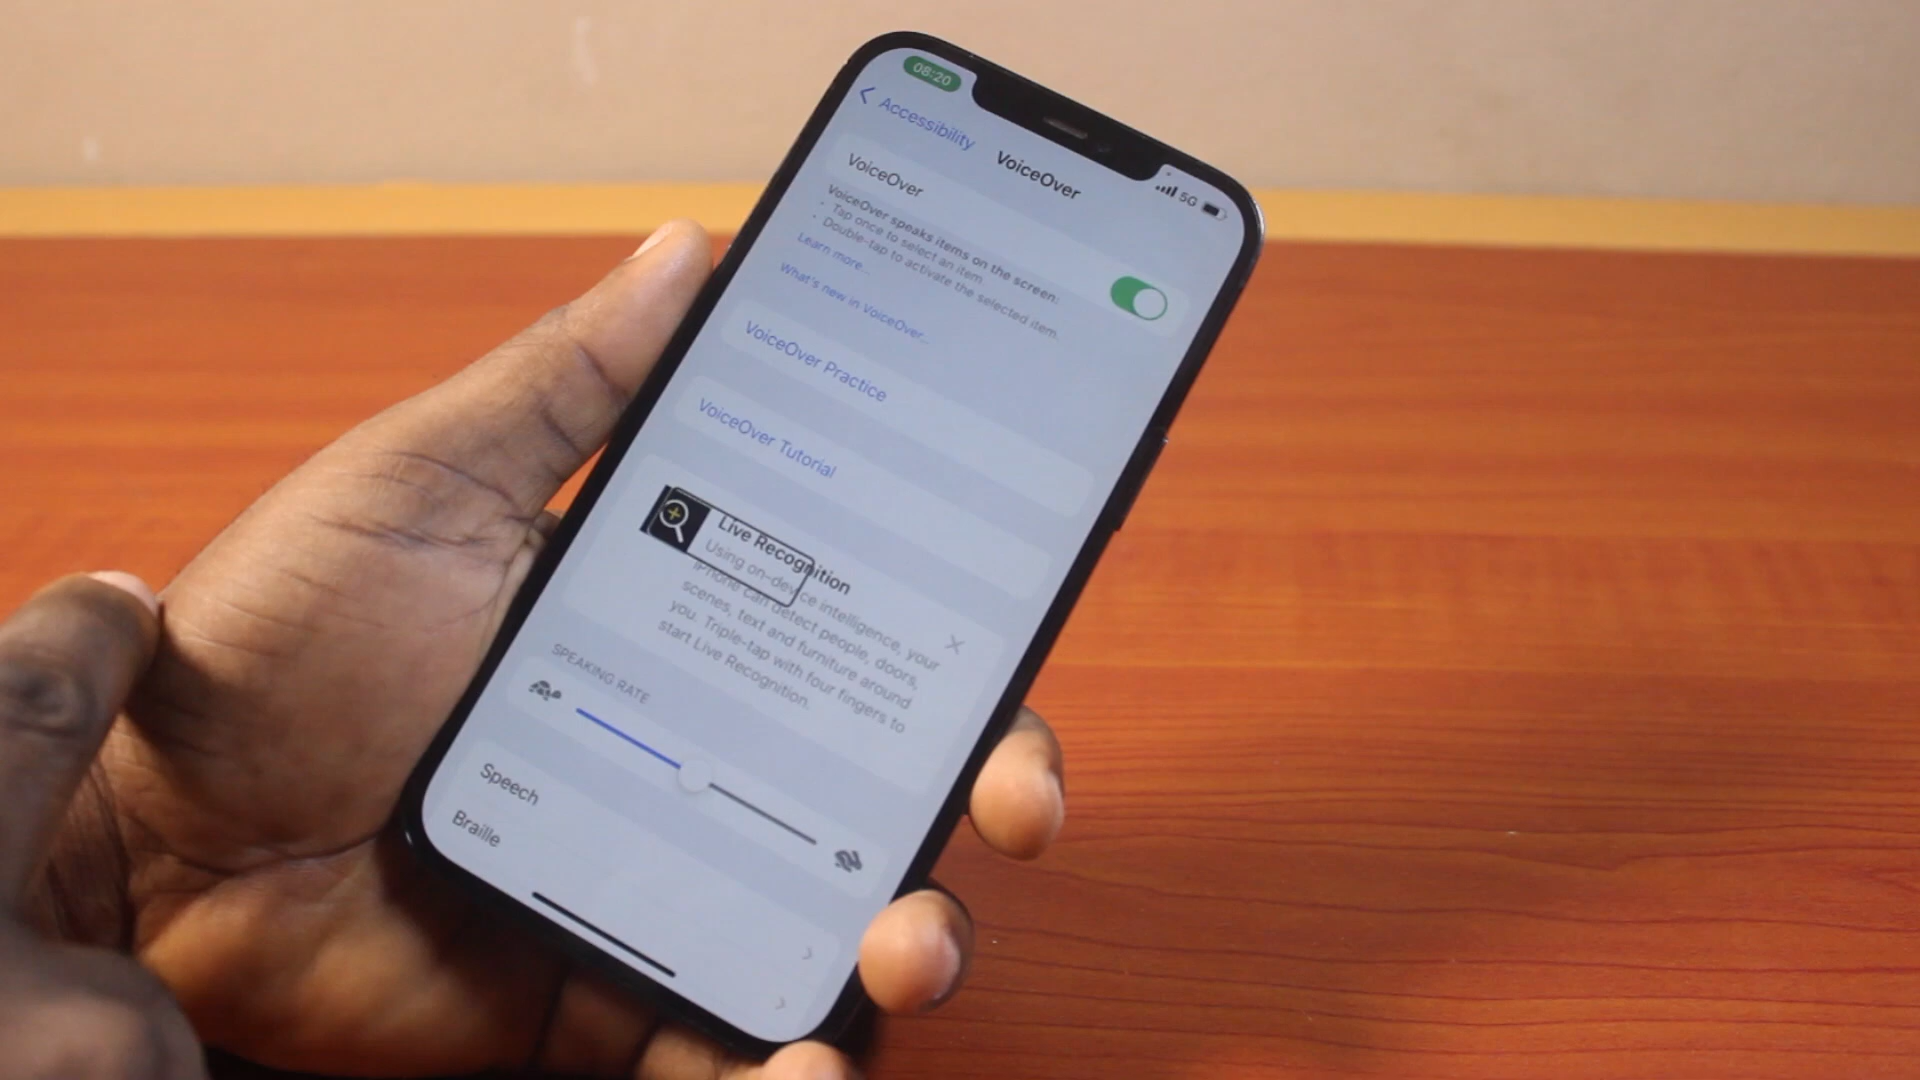 08:20
5G
Accessibility
VoiceOver
VoiceOver
VoiceOver speaks items on the screen:
· Tap once to select an item
· Double-tap to activate the selected item.
Learn more...
What's new in VoiceOver...
VoiceOver Practice
VoiceOver Tutorial
Live Recognition
Using on-device intelligence, your
iPhone can detect people, doors,
scenes, text and furniture around
you. Triple-tap with four fingers to
start Live Recognition.
SPEAKING RATE
Speech
Braille